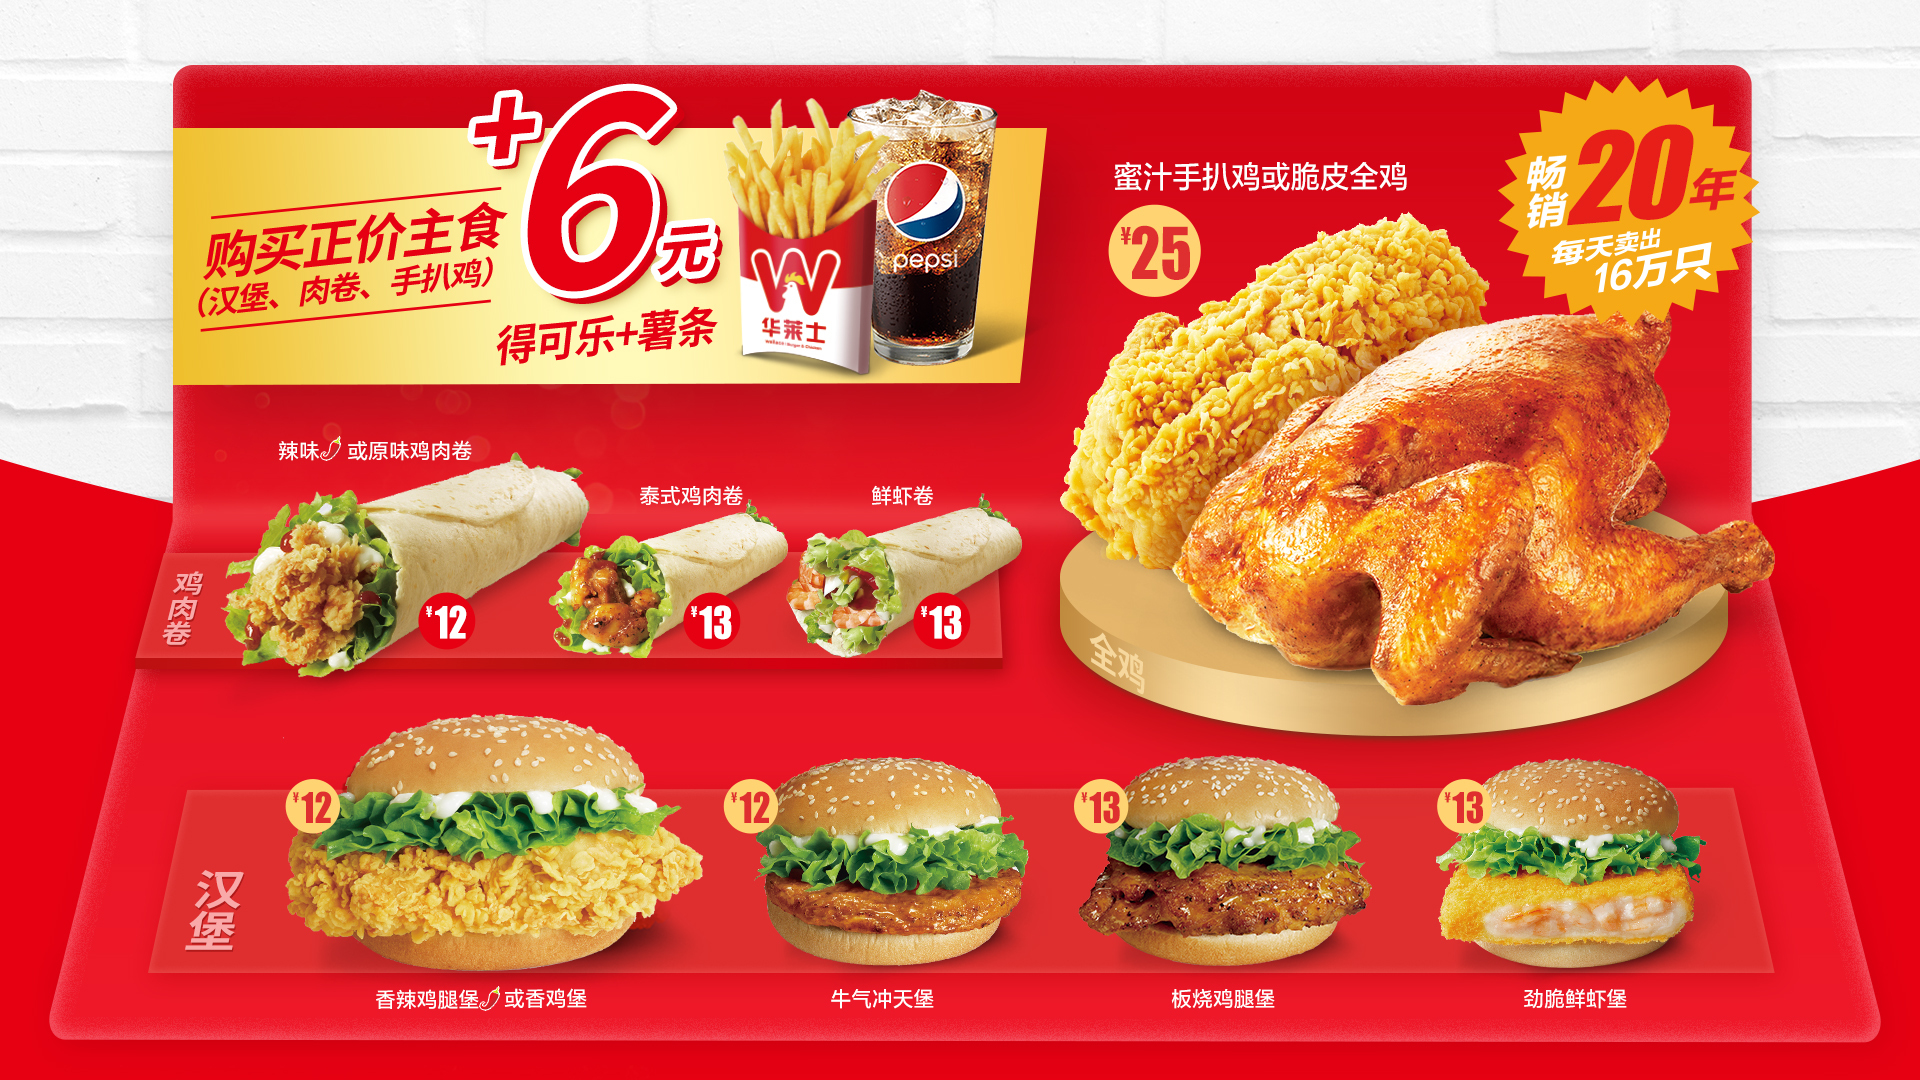 +6元
购买正价主食
(汉堡、肉卷、手扒鸡)
得可乐+薯条
华莱士
pepsi
蜜汁手扒鸡或脆皮全鸡
¥25
畅销20年
每天卖出
16万只
全鸡
辣味或原味鸡肉卷
泰式鸡肉卷
鲜虾卷
鸡肉卷
¥12
¥13
¥13
汉堡
¥12
¥12
¥13
¥13
香辣鸡腿堡或香鸡堡
牛气冲天堡
板烧鸡腿堡
劲脆鲜虾堡